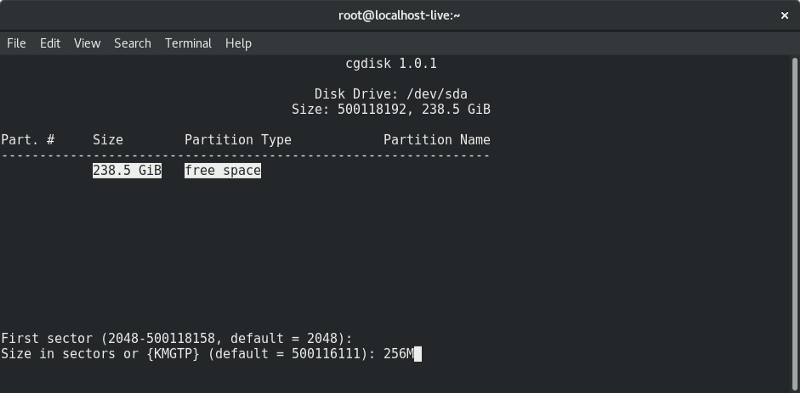 root@localhost-live:~ ×
File Edit View Search Terminal Help
cgdisk 1.0.1
Disk Drive: /dev/sda
Size: 500118192, 238.5 GiB
Part. # Size Partition Type Partition Name
----------------------------------------------------------------
238.5 GiB free space
First sector (2048-500118158, default = 2048):
Size in sectors or {KMGTP} (default = 500116111): 256M